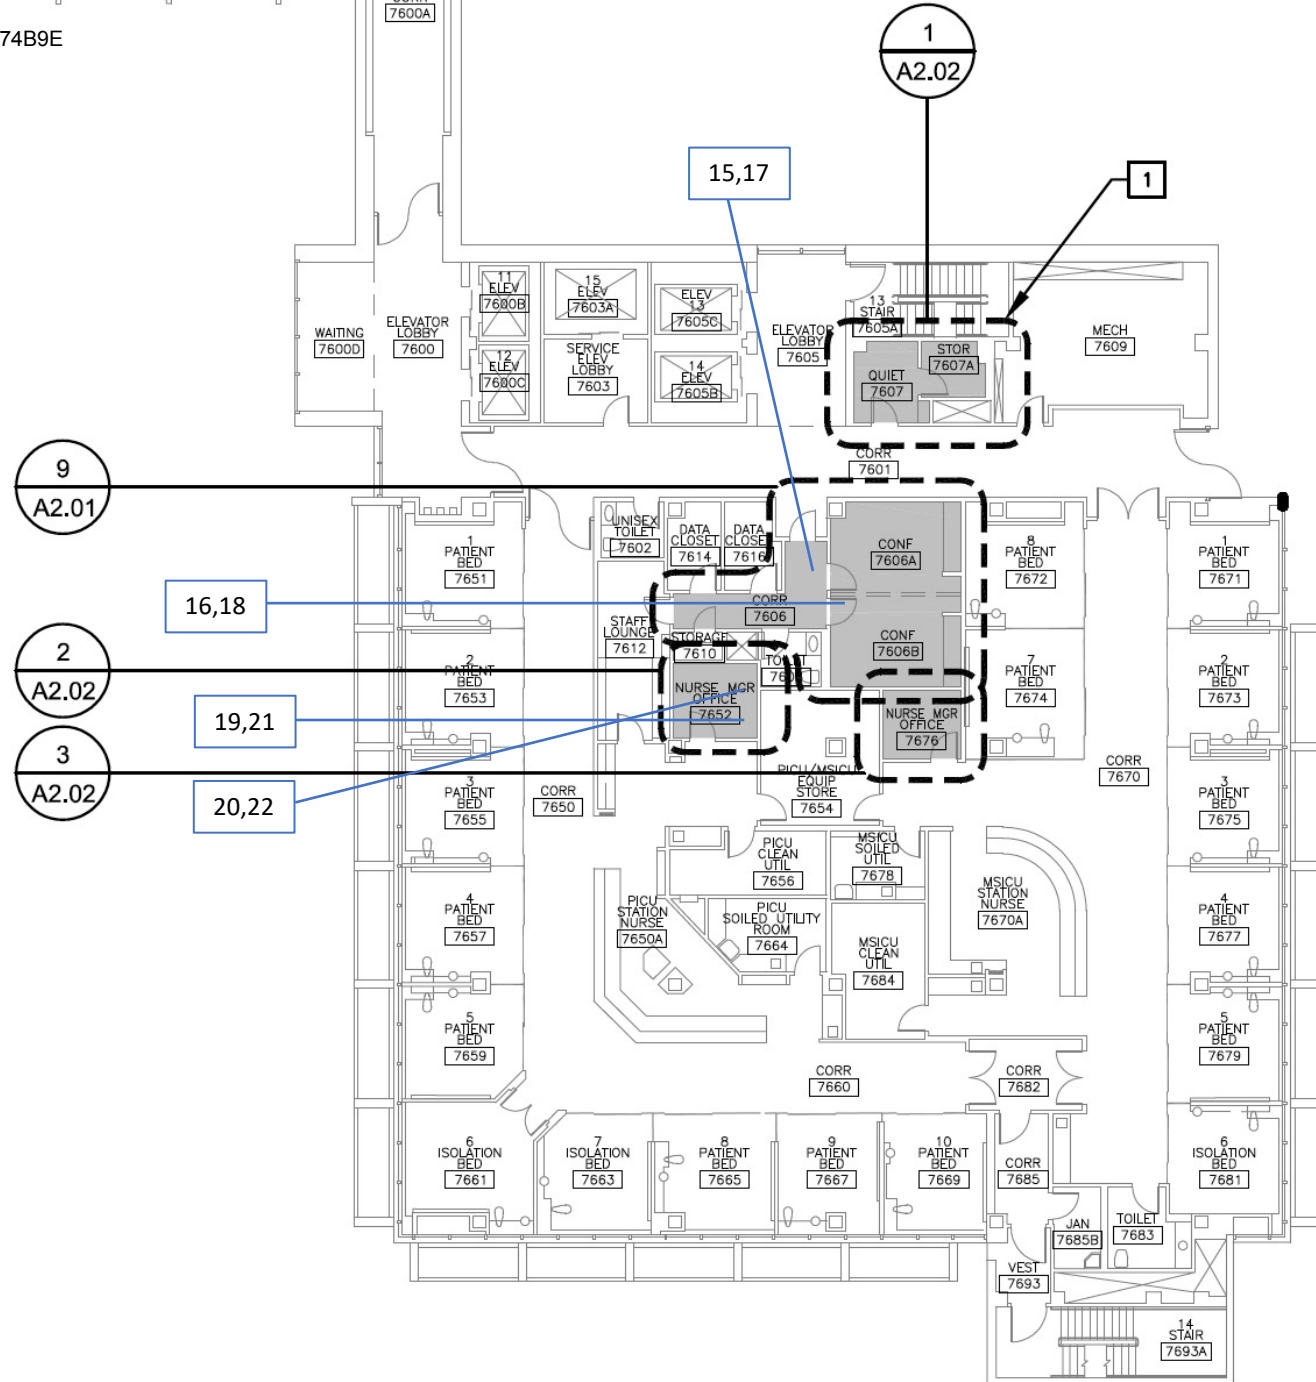 CORR
7600A
74B9E
1
A2.02
15,17
1
11
ELEV
7600B
15
ELEV
7603A
ELEV
13
7605C
13
STAIR
7605A
WAITING
7600D
ELEVATOR
LOBBY
7600
12
ELEV
7600C
SERVICE
ELEV
LOBBY
7603
14
ELEV
7605B
ELEVATOR
LOBBY
7605
QUIET
7607
STOR
7607A
MECH
7609
CORR
7601
9
A2.01
UNISEX
TOILET
7602
DATA
CLOSET
7614
DATA
CLOSET
7616
CONF
7606A
1
PATIENT
BED
7651
8
PATIENT
BED
7672
1
PATIENT
BED
7671
16,18
CORR
7606
STAFF
LOUNGE
7612
STORAGE
7610
CONF
7606B
2
A2.02
2
PATIENT
BED
7653
NURSE MGR
OFFICE
7652
NURSE MGR
OFFICE
7676
7
PATIENT
BED
7674
2
PATIENT
BED
7673
19,21
3
A2.02
20,22
3
PATIENT
BED
7655
CORR
7650
PICU/MSICU
EQUIP
STORE
7654
CORR
7670
3
PATIENT
BED
7675
PICU
CLEAN
UTIL
7656
MSICU
SOILED
UTIL
7678
4
PATIENT
BED
7657
PICU
STATION
NURSE
7650A
PICU
SOILED UTILITY
ROOM
7664
MSICU
CLEAN
UTIL
7684
MSICU
STATION
NURSE
7670A
4
PATIENT
BED
7677
5
PATIENT
BED
7659
5
PATIENT
BED
7679
CORR
7660
CORR
7682
6
ISOLATION
BED
7661
7
ISOLATION
BED
7663
8
PATIENT
BED
7665
9
PATIENT
BED
7667
10
PATIENT
BED
7669
CORR
7685
6
ISOLATION
BED
7681
JAN
7685B
TOILET
7683
VEST
7693
14
STAIR
7693A